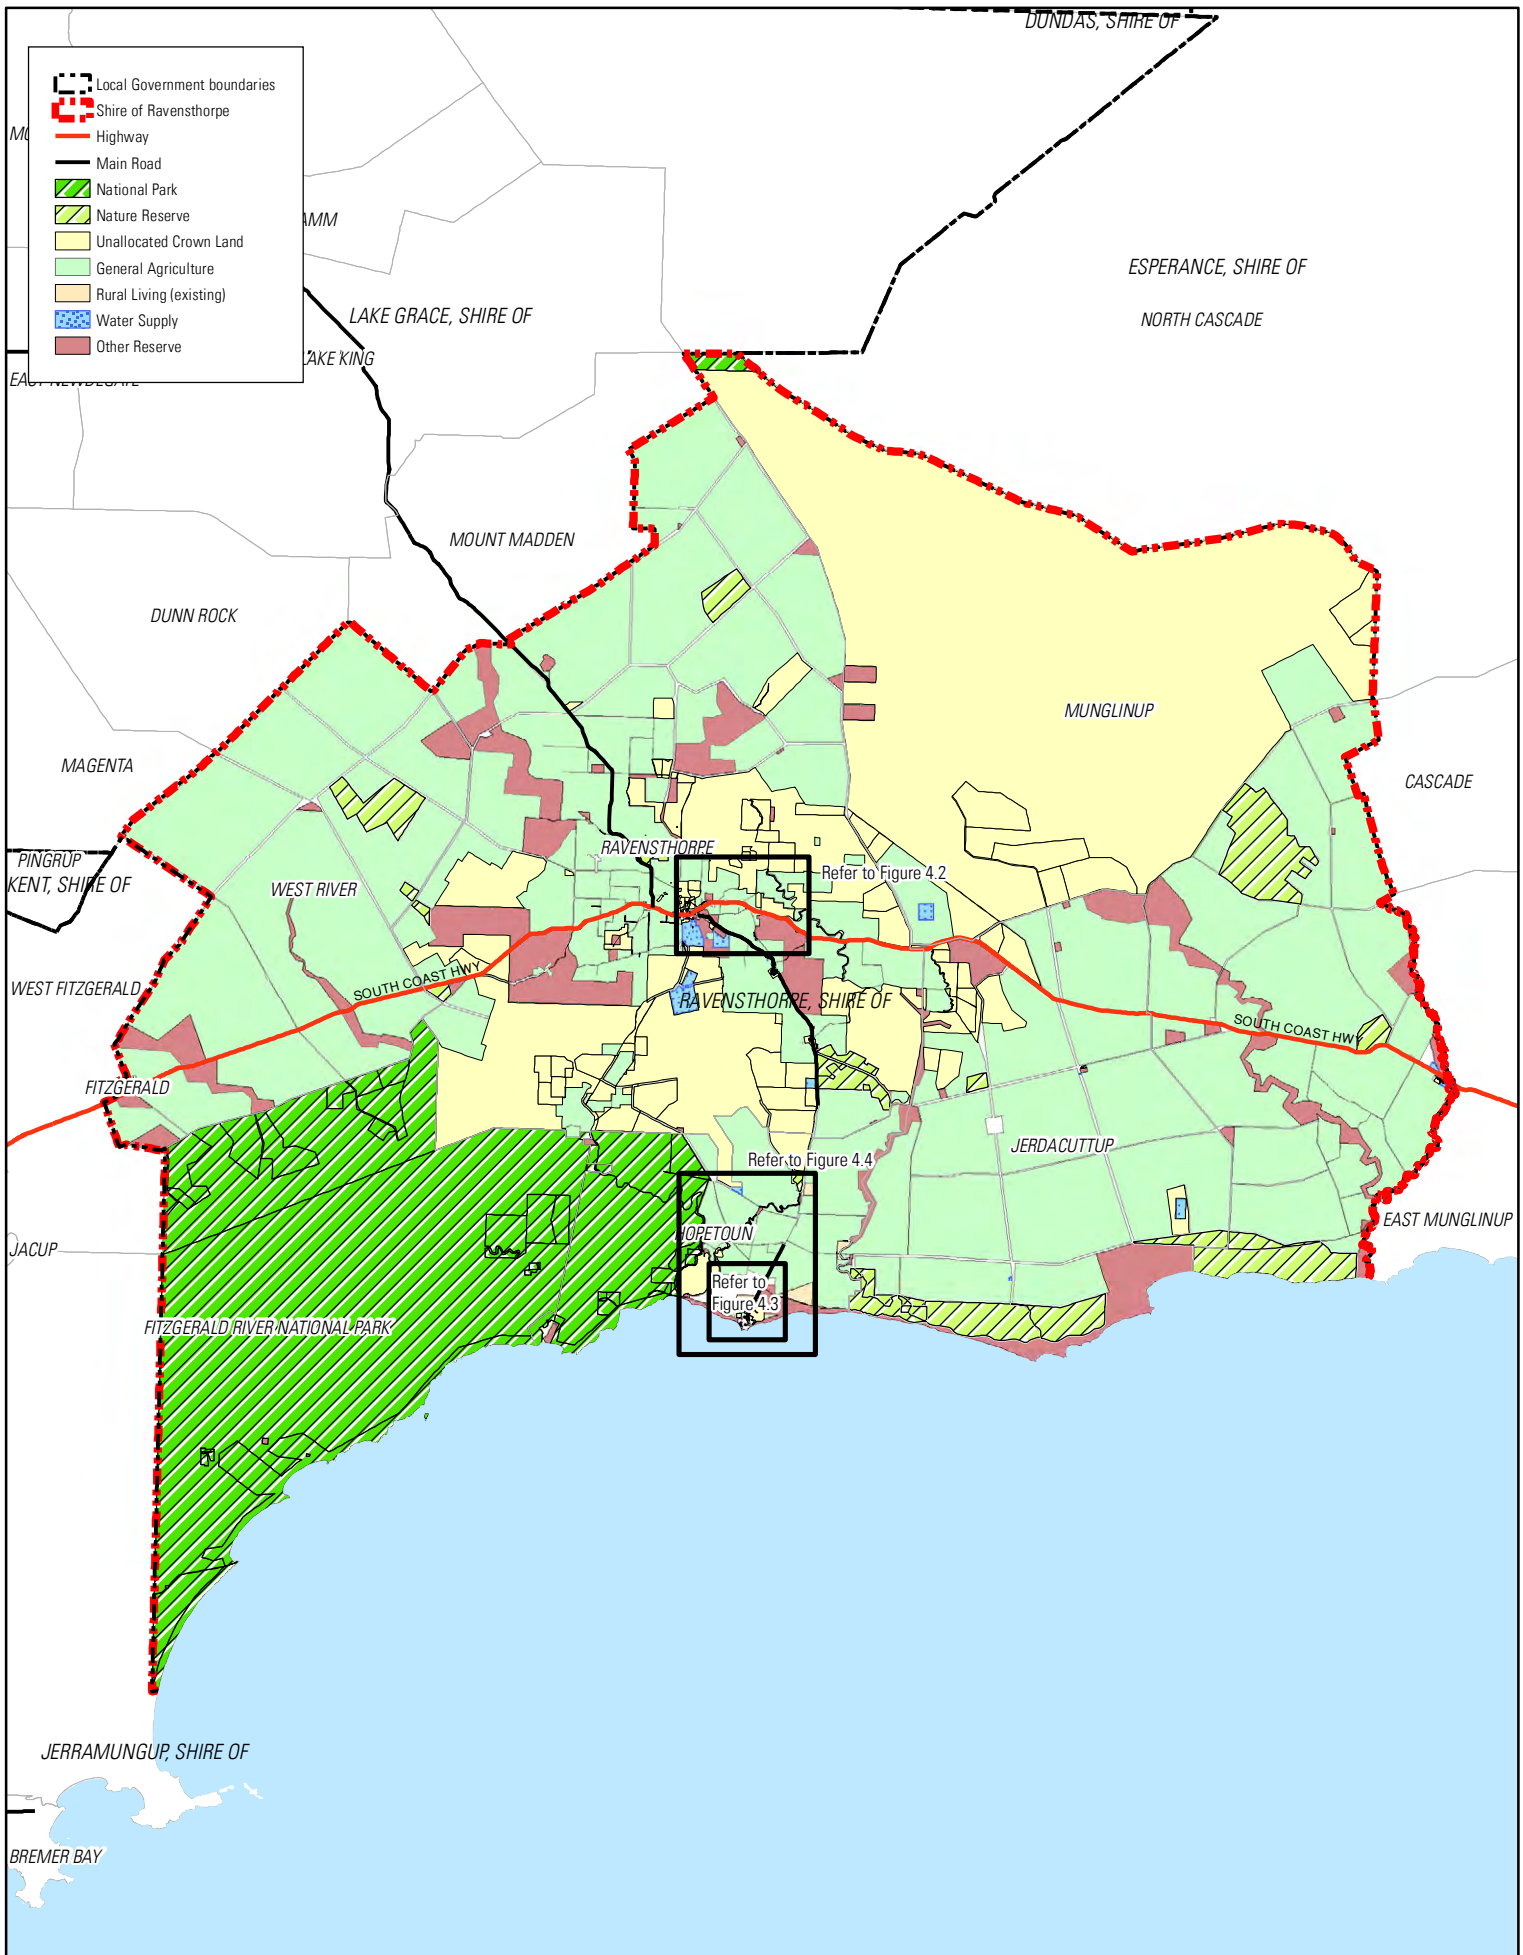 DUNDAS, SHIRE OF
Local Government boundaries
Shire of Ravensthorpe
Highway
Main Road
National Park
Nature Reserve
Unallocated Crown Land
General Agriculture
Rural Living (existing)
Water Supply
Other Reserve
ESPERANCE, SHIRE OF
LAKE GRACE, SHIRE OF
NORTH CASCADE
LAKE KING
MOUNT MADDEN
DUNN ROCK
MUNGLINUP
MAGENTA
CASCADE
RAVENSTHORPE
PINGRUP
Refer to Figure 4.2
KENT, SHIRE OF
WEST RIVER
SOUTH COAST HWY
WEST FITZGERALD
RAVENSTHORPE, SHIRE OF
SOUTH COAST HWY
FITZGERALD
JERDACUTTUP
Refer to Figure 4.4
EAST MUNGLINUP
HOPETOUN
JACUP
Refer to
Figure 4.3
FITZGERALD RIVER NATIONAL PARK
JERRAMUNGUP, SHIRE OF
BREMER BAY